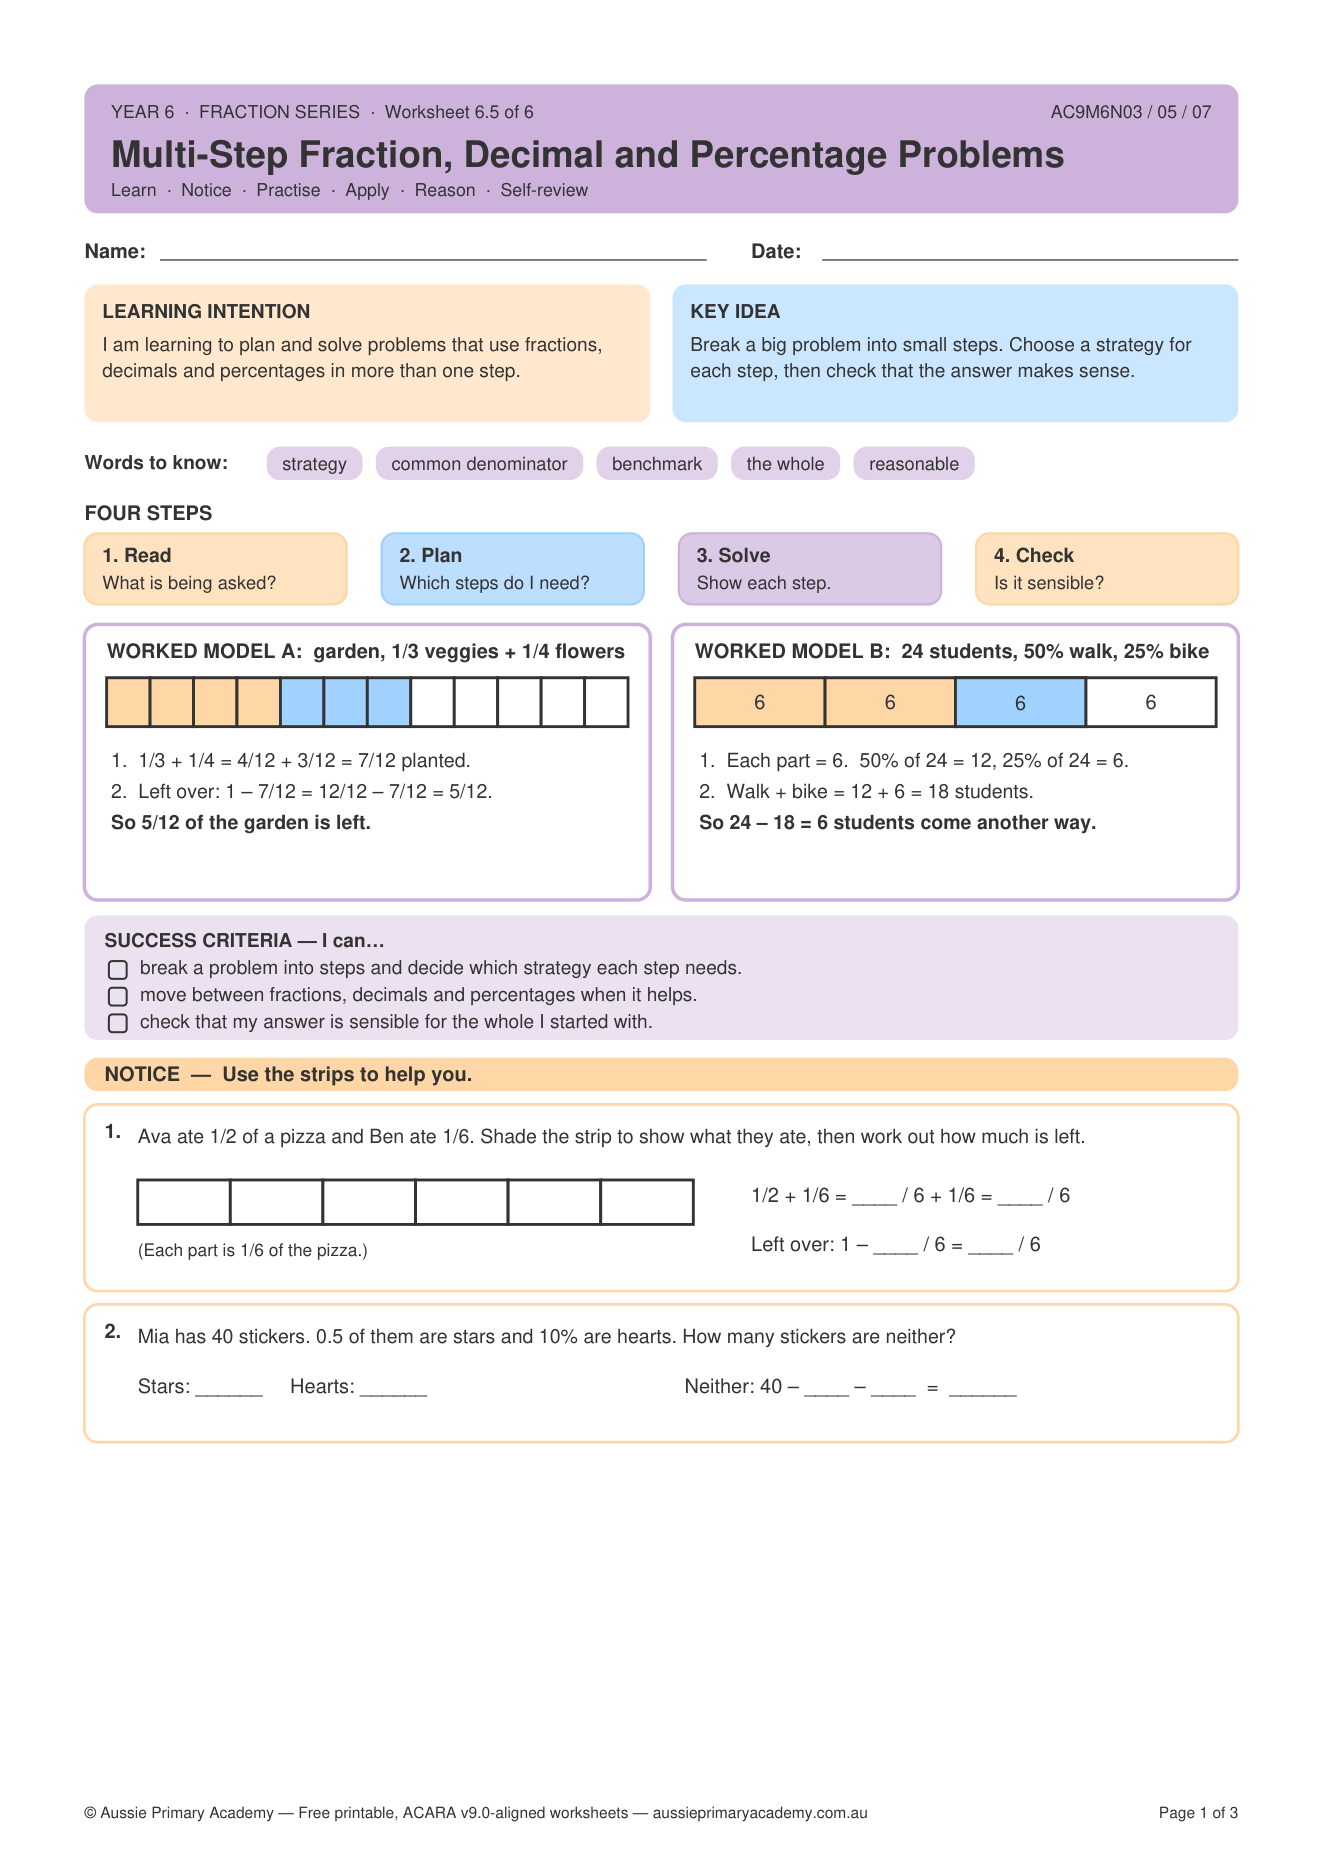 YEAR 6 · FRACTION SERIES · Worksheet 6.5 of 6
AC9M6N03 / 05 / 07
Multi-Step Fraction, Decimal and Percentage Problems
Learn · Notice · Practise · Apply · Reason · Self-review
Name: ____ Date: ____
LEARNING INTENTION
I am learning to plan and solve problems that use fractions,
decimals and percentages in more than one step.
KEY IDEA
Break a big problem into small steps. Choose a strategy for
each step, then check that the answer makes sense.
Words to know: strategy common denominator benchmark the whole reasonable
FOUR STEPS
1. Read
What is being asked?
2. Plan
Which steps do I need?
3. Solve
Show each step.
4. Check
Is it sensible?
WORKED MODEL A: garden, 1/3 veggies + 1/4 flowers
1. 1/3 + 1/4 = 4/12 + 3/12 = 7/12 planted.
2. Left over: 1 – 7/12 = 12/12 – 7/12 = 5/12.
So 5/12 of the garden is left.
WORKED MODEL B: 24 students, 50% walk, 25% bike
6 6 6 6
1. Each part = 6. 50% of 24 = 12, 25% of 24 = 6.
2. Walk + bike = 12 + 6 = 18 students.
So 24 – 18 = 6 students come another way.
SUCCESS CRITERIA — I can…
break a problem into steps and decide which strategy each step needs.
move between fractions, decimals and percentages when it helps.
check that my answer is sensible for the whole I started with.
NOTICE — Use the strips to help you.
1. Ava ate 1/2 of a pizza and Ben ate 1/6. Shade the strip to show what they ate, then work out how much is left.
1/2 + 1/6 = ____ / 6 + 1/6 = ____ / 6
Left over: 1 – ____ / 6 = ____ / 6
(Each part is 1/6 of the pizza.)
2. Mia has 40 stickers. 0.5 of them are stars and 10% are hearts. How many stickers are neither?
Stars: ______ Hearts: ______ Neither: 40 – ____ – ____ = ______
© Aussie Primary Academy — Free printable, ACARA v9.0-aligned worksheets — aussieprimaryacademy.com.au
Page 1 of 3